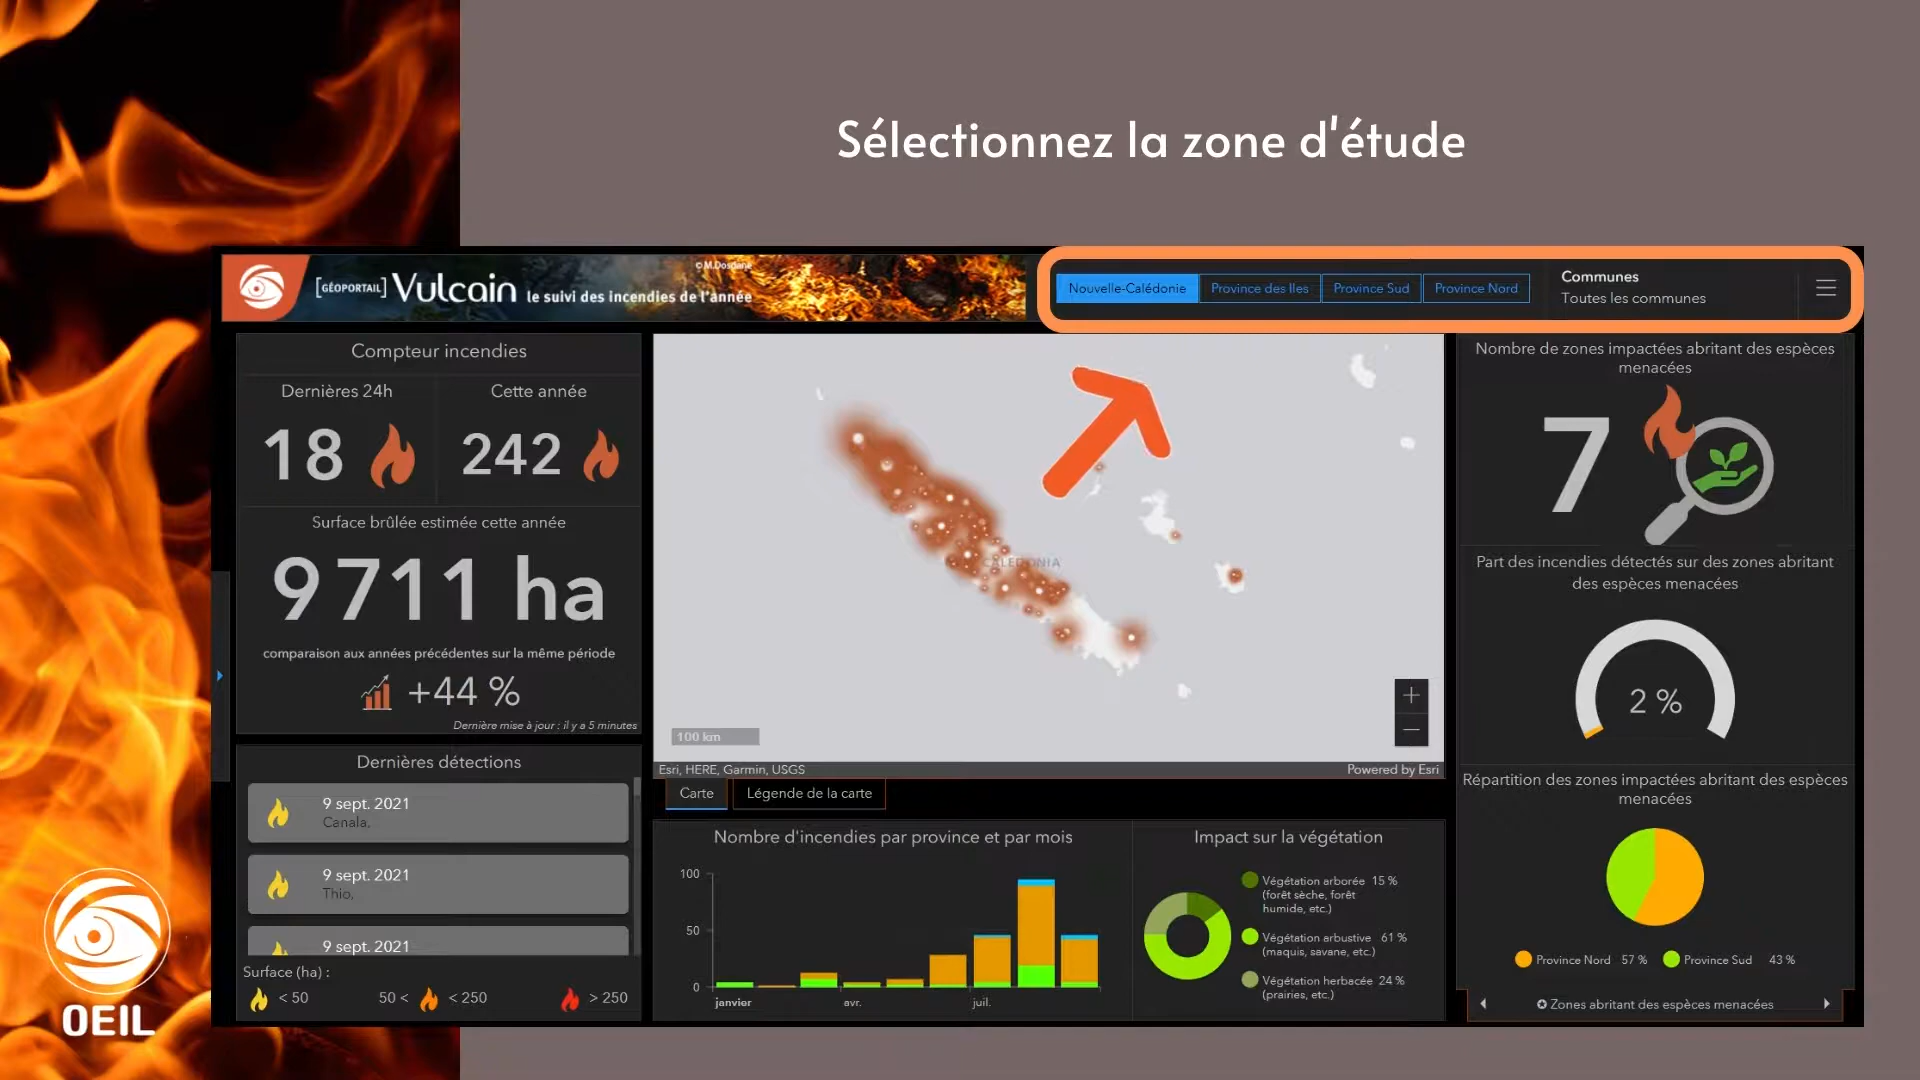 Sélectionnez la zone d'étude
[GÉOPORTAIL] Vulcain le suivi des incendies de l'année
© M.Dosdane
Nouvelle-Calédonie
Province des Iles
Province Sud
Province Nord
Communes
Toutes les communes
Compteur incendies
Dernières 24h
Cette année
18
242
Surface brûlée estimée cette année
9 711 ha
comparaison aux années précédentes sur la même période
+44 %
Dernière mise à jour : il y a 5 minutes
Dernières détections
9 sept. 2021
Canala,
9 sept. 2021
Thio,
9 sept. 2021
Surface (ha) :
< 50
50 <
< 250
> 250
CALEDONIA
100 km
+
−
Esri, HERE, Garmin, USGS
Powered by Esri
Carte
Légende de la carte
Nombre d'incendies par province et par mois
100
50
0
janvier
avr.
juil.
Impact sur la végétation
Végétation arborée 15 %
(forêt sèche, forêt
humide, etc.)
Végétation arbustive 61 %
(maquis, savane, etc.)
Végétation herbacée 24 %
(prairies, etc.)
Nombre de zones impactées abritant des espèces
menacées
7
Part des incendies détectés sur des zones abritant
des espèces menacées
2 %
Répartition des zones impactées abritant des espèces
menacées
Province Nord 57 %
Province Sud 43 %
Zones abritant des espèces menacées
OEIL